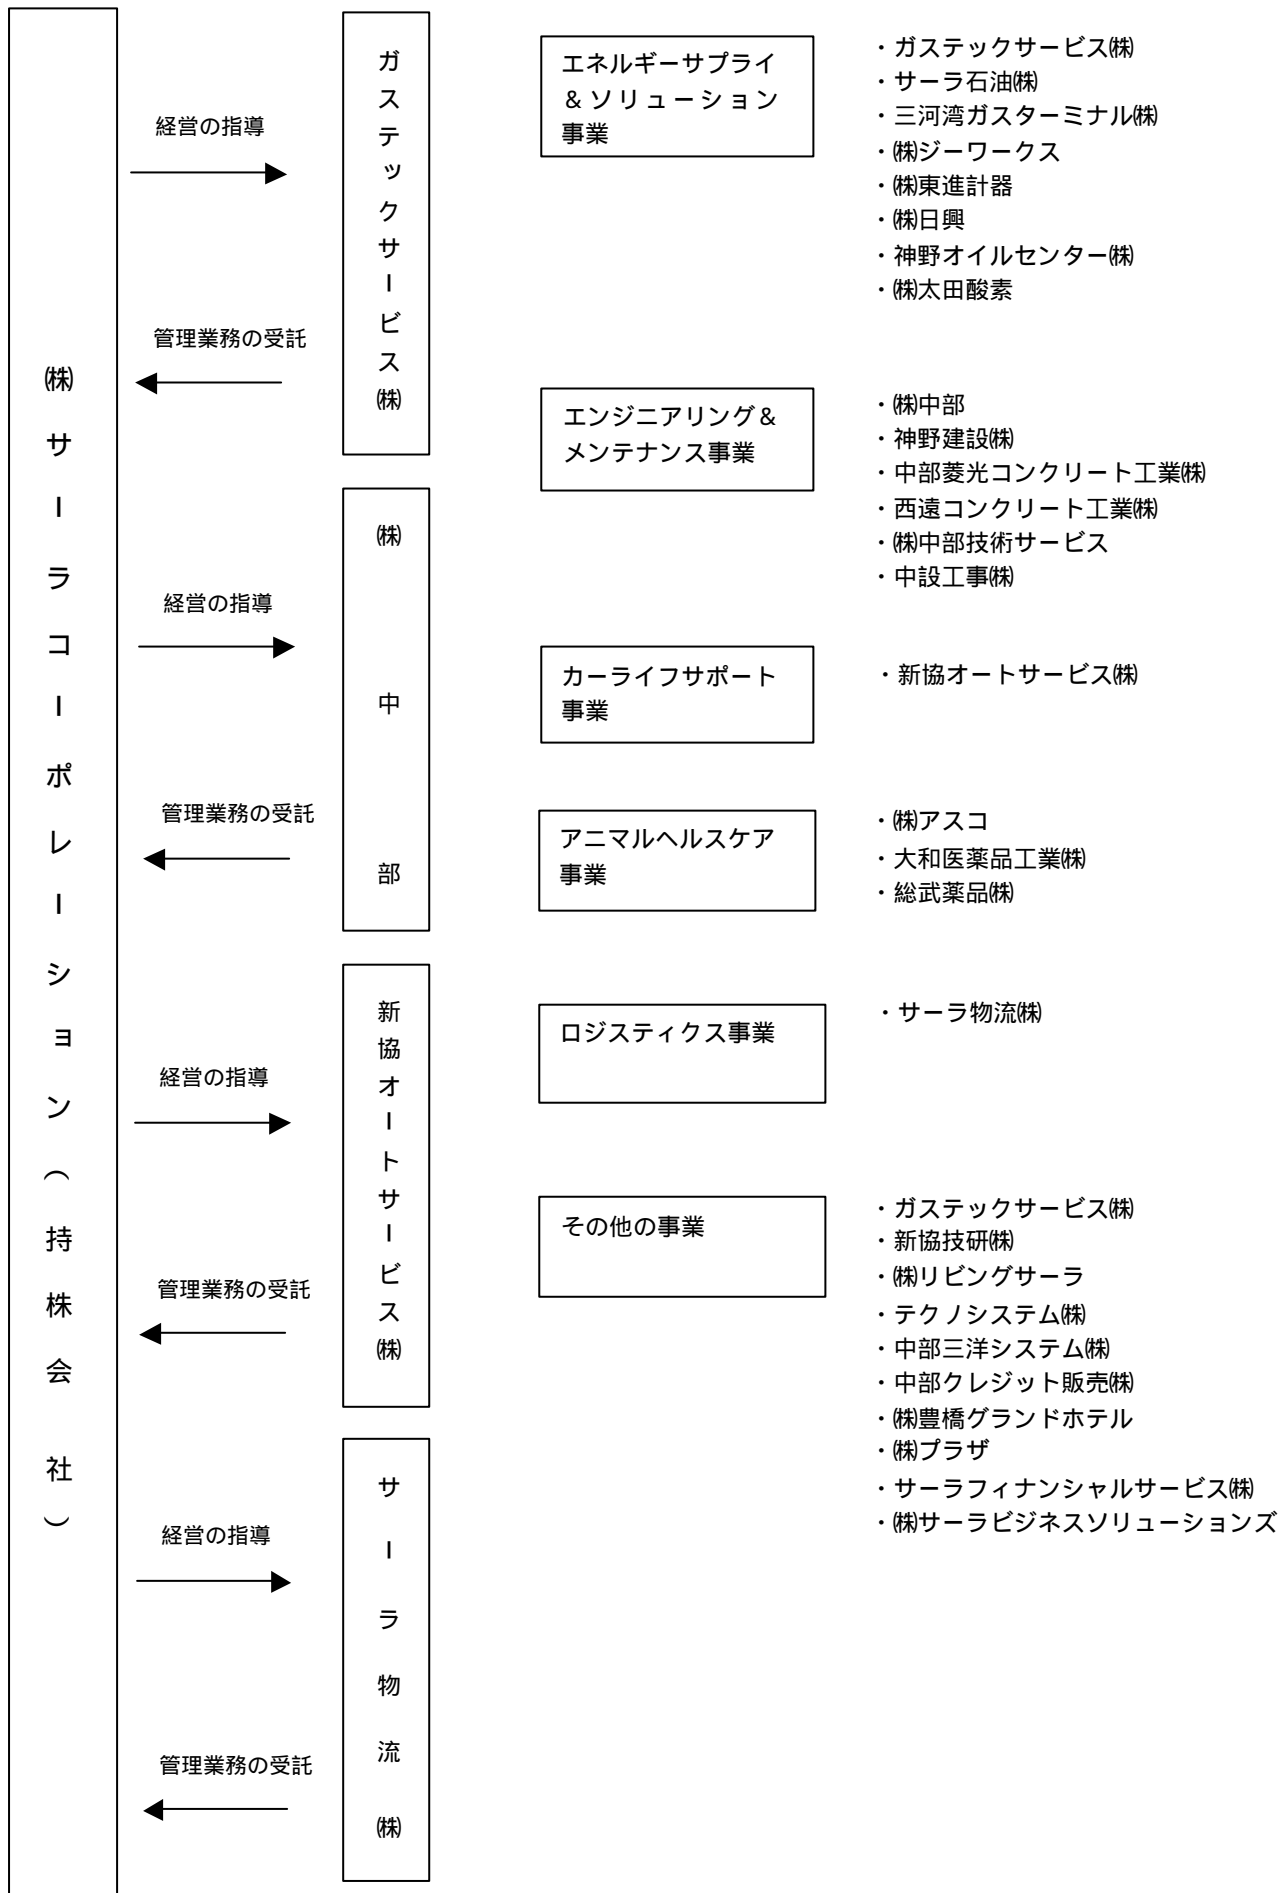 ㈱サーラコーポレーション(持株会社)
経営の指導
管理業務の受託
経営の指導
管理業務の受託
経営の指導
管理業務の受託
経営の指導
管理業務の受託
ガステックサービス㈱
㈱中部
新協オートサービス㈱
サーラ物流㈱
エネルギーサプライ
&ソリューション
事業
・ガステックサービス㈱
・サーラ石油㈱
・三河湾ガスターミナル㈱
・㈱ジーワークス
・㈱東進計器
・㈱日興
・神野オイルセンター㈱
・㈱太田酸素
エンジニアリング&
メンテナンス事業
・㈱中部
・神野建設㈱
・中部菱光コンクリート工業㈱
・西遠コンクリート工業㈱
・㈱中部技術サービス
・中設工事㈱
カーライフサポート
事業
・新協オートサービス㈱
アニマルヘルスケア
事業
・㈱アスコ
・大和医薬品工業㈱
・総武薬品㈱
ロジスティクス事業
・サーラ物流㈱
その他の事業
・ガステックサービス㈱
・新協技研㈱
・㈱リビングサーラ
・テクノシステム㈱
・中部三洋システム㈱
・中部クレジット販売㈱
・㈱豊橋グランドホテル
・㈱プラザ
・サーラフィナンシャルサービス㈱
・㈱サーラビジネスソリューションズ